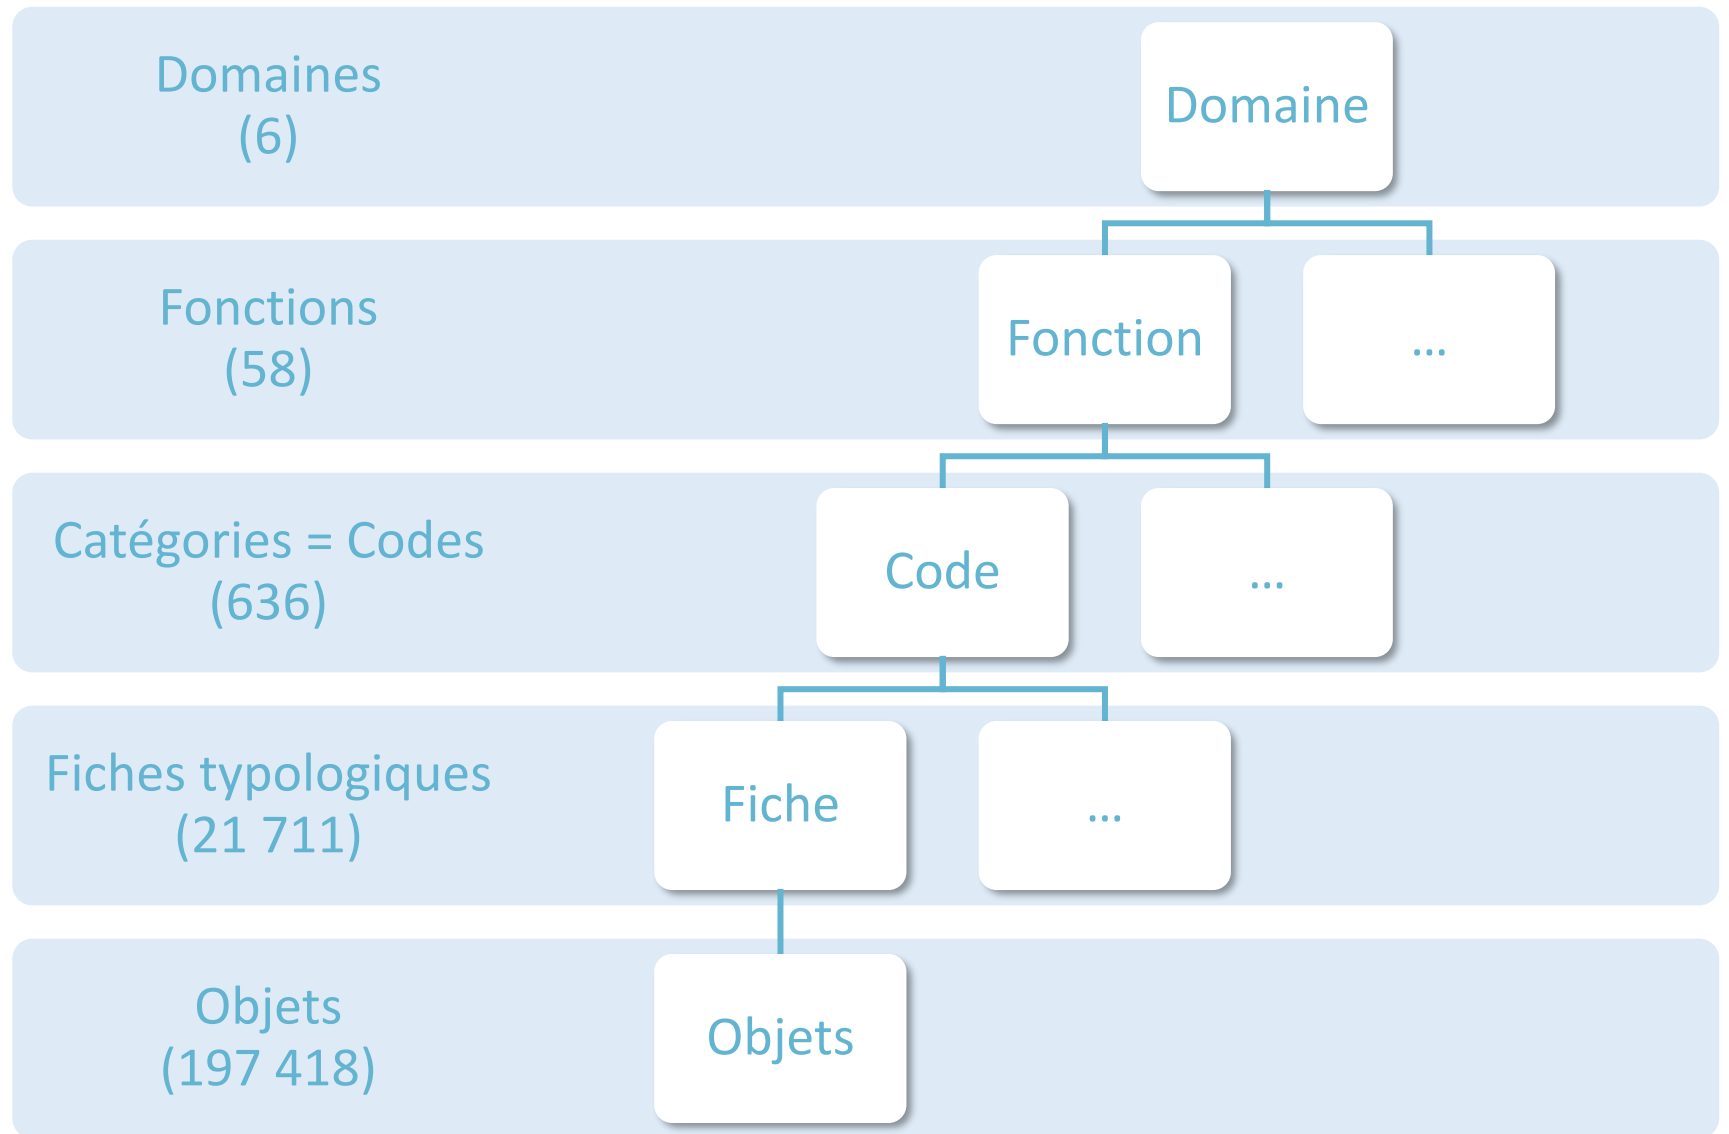 Domaines
(6)
Domaine
Fonctions
(58)
Fonction
...
Catégories = Codes
(636)
Code
...
Fiches typologiques
(21 711)
Fiche
...
Objets
(197 418)
Objets